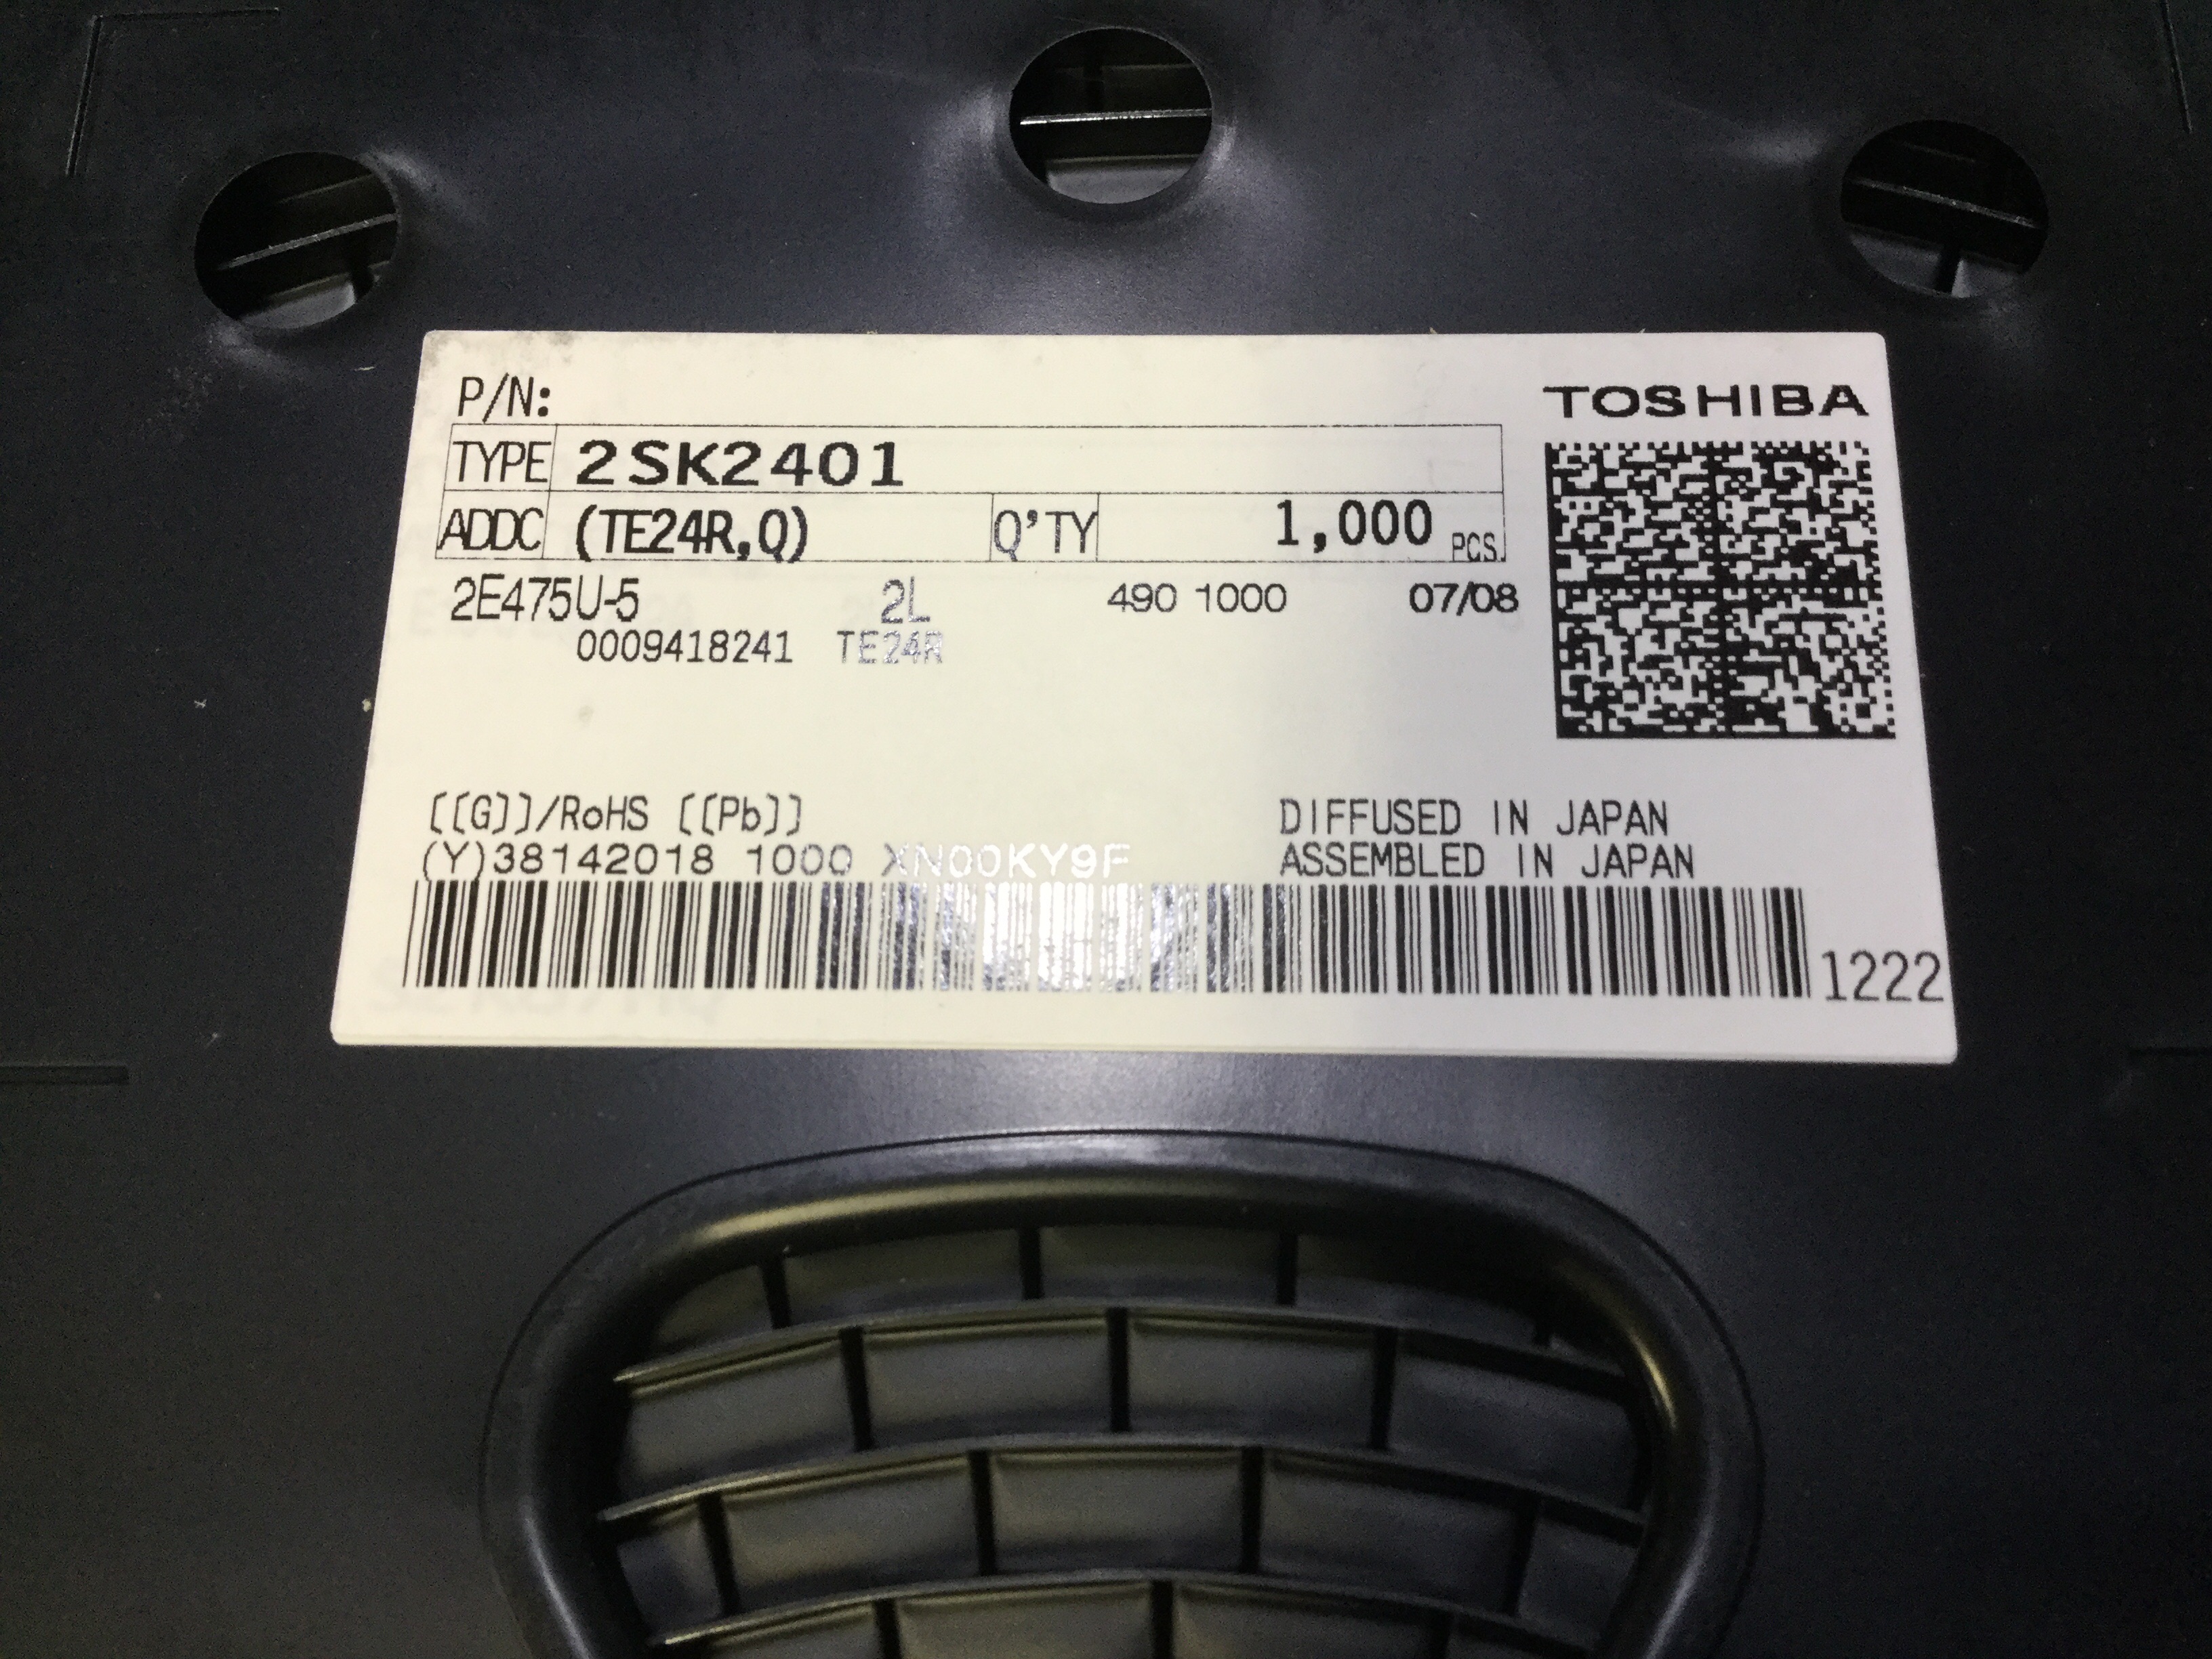 P/N:
TOSHIBA
TYPE 2SK2401
ADDC (TE24R,Q) Q'TY 1,000 PCS.
2E475U-5 2L 490 1000 07/08
0009418241 TE24R
[[G]]/RoHS [[Pb]]
DIFFUSED IN JAPAN
(Y)38142018 1000 XN00KY9F
ASSEMBLED IN JAPAN
1222